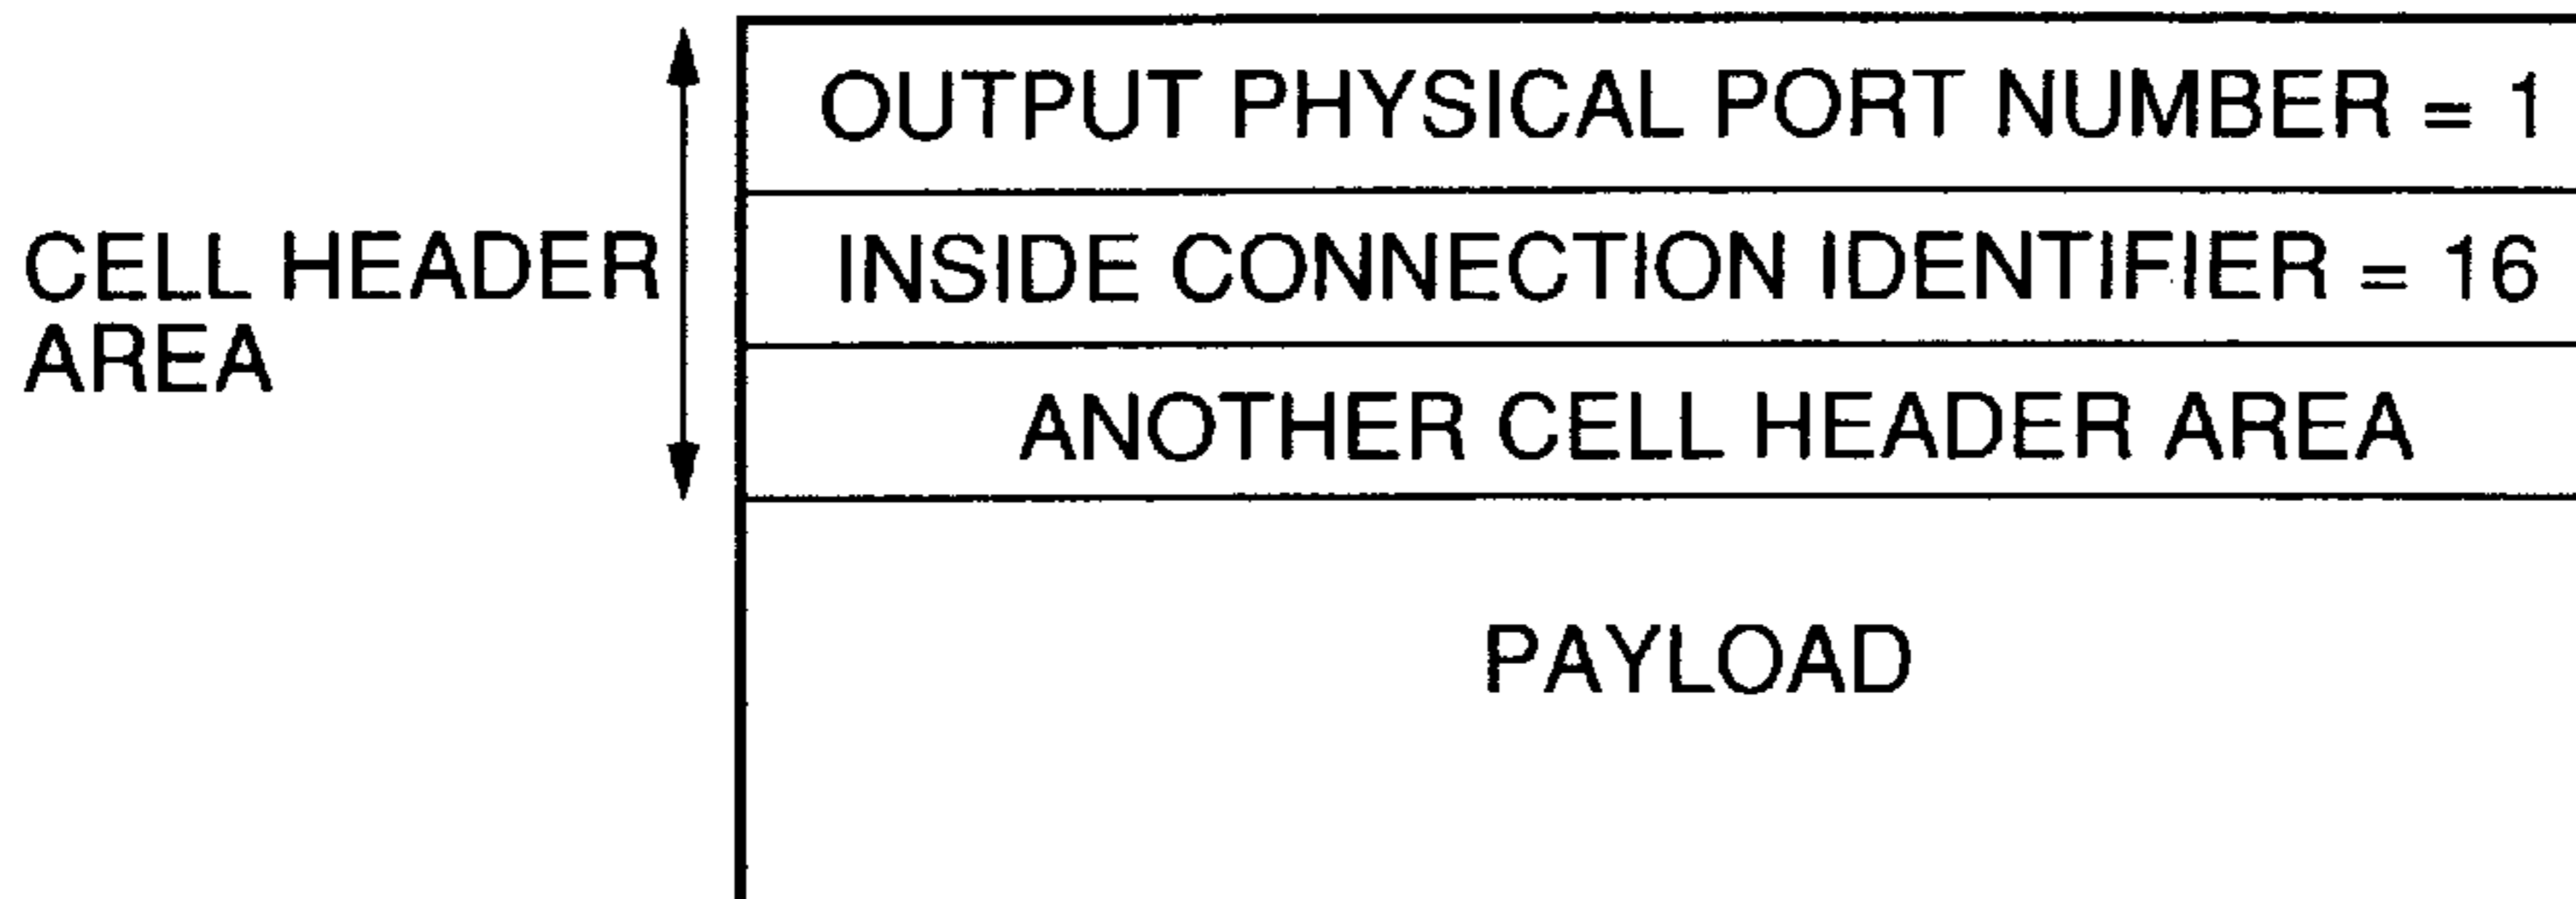 OUTPUT PHYSICAL PORT NUMBER = 1
CELL HEADER
AREA
INSIDE CONNECTION IDENTIFIER = 16
ANOTHER CELL HEADER AREA
PAYLOAD